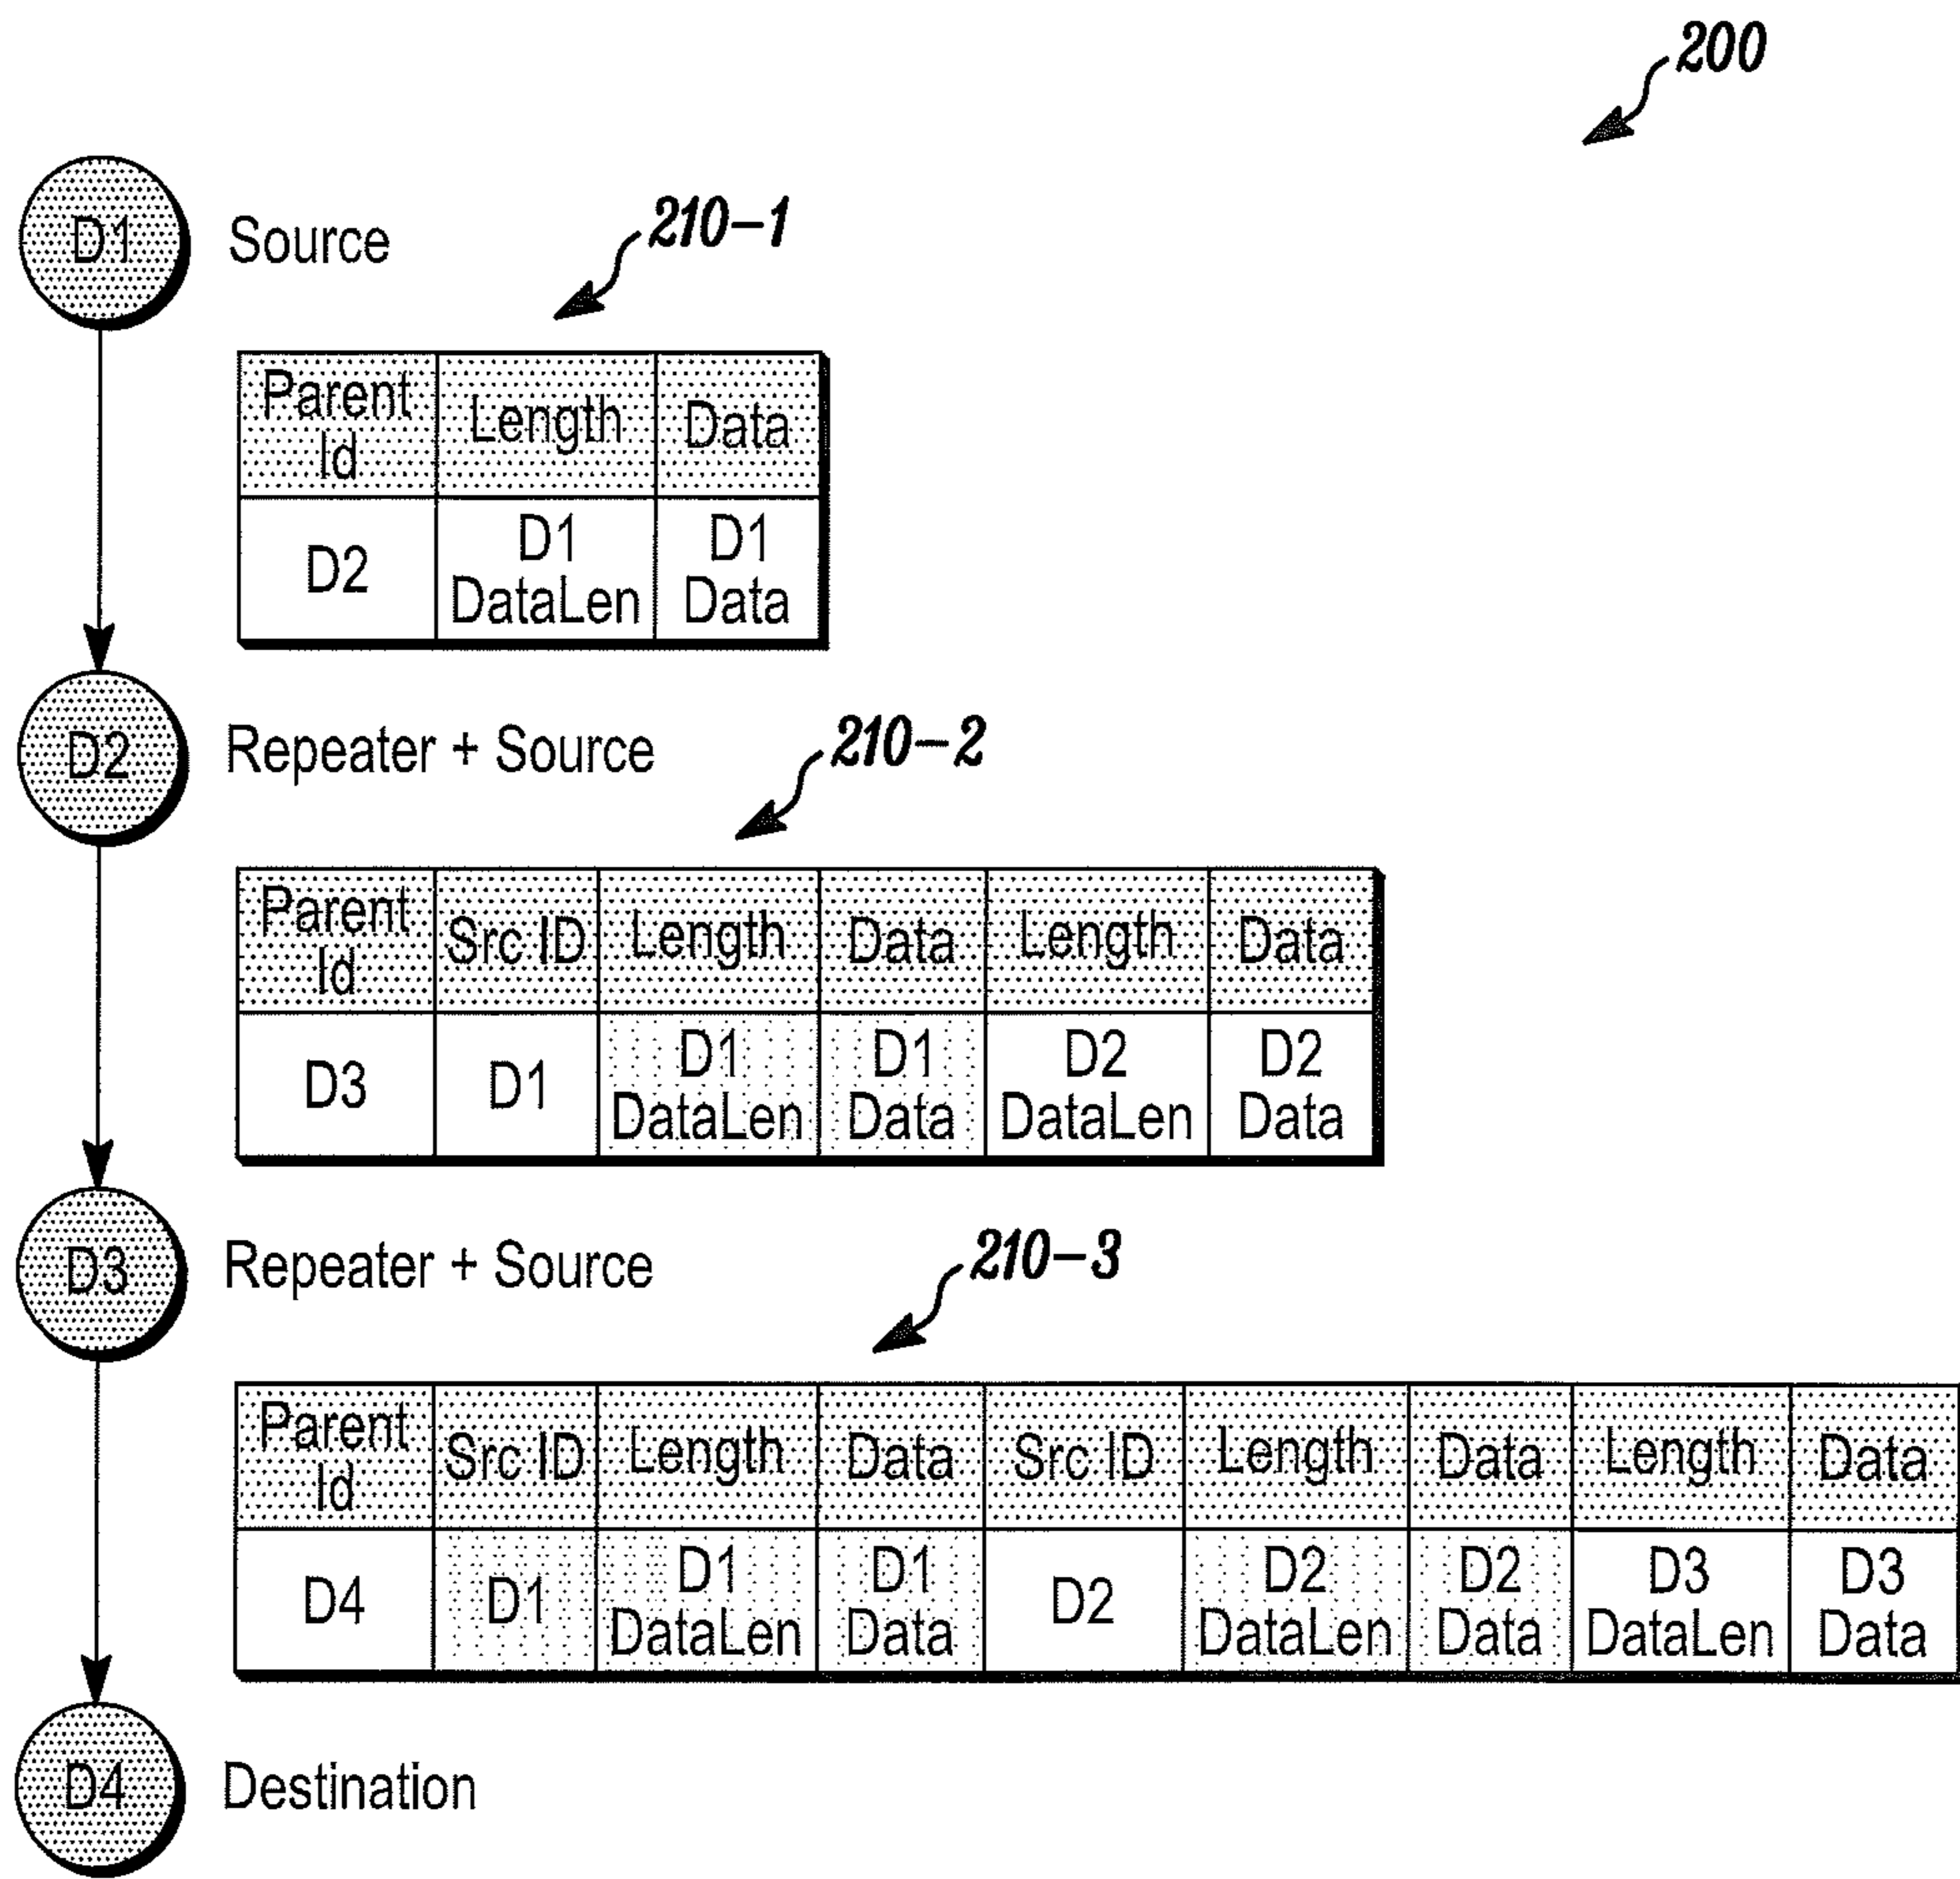 200
D1 Source
210-1
Parent Id Length Data
D2 D1 DataLen D1 Data
D2 Repeater + Source
210-2
Parent Id Src ID Length Data Length Data
D3 D1 D1 DataLen D1 Data D2 DataLen D2 Data
D3 Repeater + Source
210-3
Parent Id Src ID Length Data Src ID Length Data Length Data
D4 D1 D1 DataLen D1 Data D2 D2 DataLen D2 Data D3 DataLen D3 Data
D4 Destination